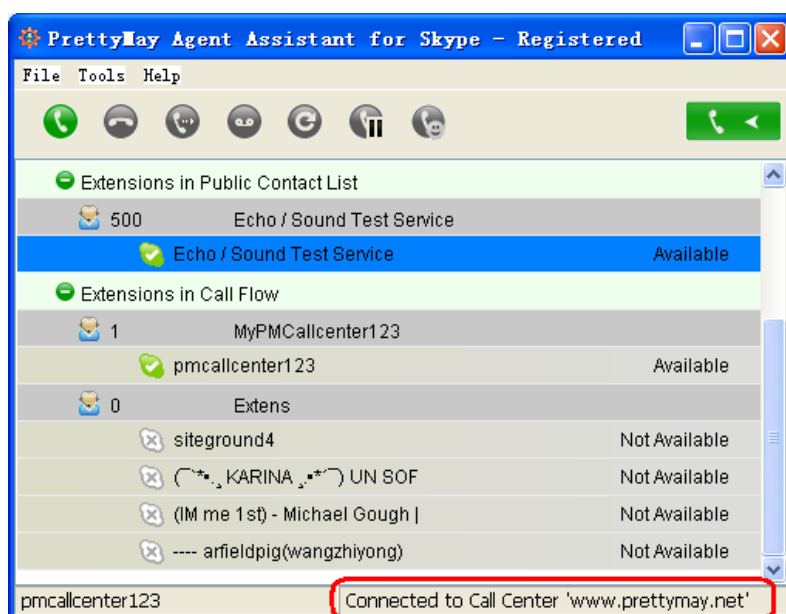 PrettyMay Agent Assistant for Skype - Registered
File Tools Help
Extensions in Public Contact List
500 Echo / Sound Test Service
Echo / Sound Test Service Available
Extensions in Call Flow
1 MyPMCallcenter123
pmcallcenter123 Available
0 Extens
siteground4 Not Available
(¯`*•.¸ KARINA ¸.•*´¯) UN SOF Not Available
(IM me 1st) - Michael Gough | Not Available
---- arfieldpig(wangzhiyong) Not Available
pmcallcenter123 Connected to Call Center 'www.prettymay.net'